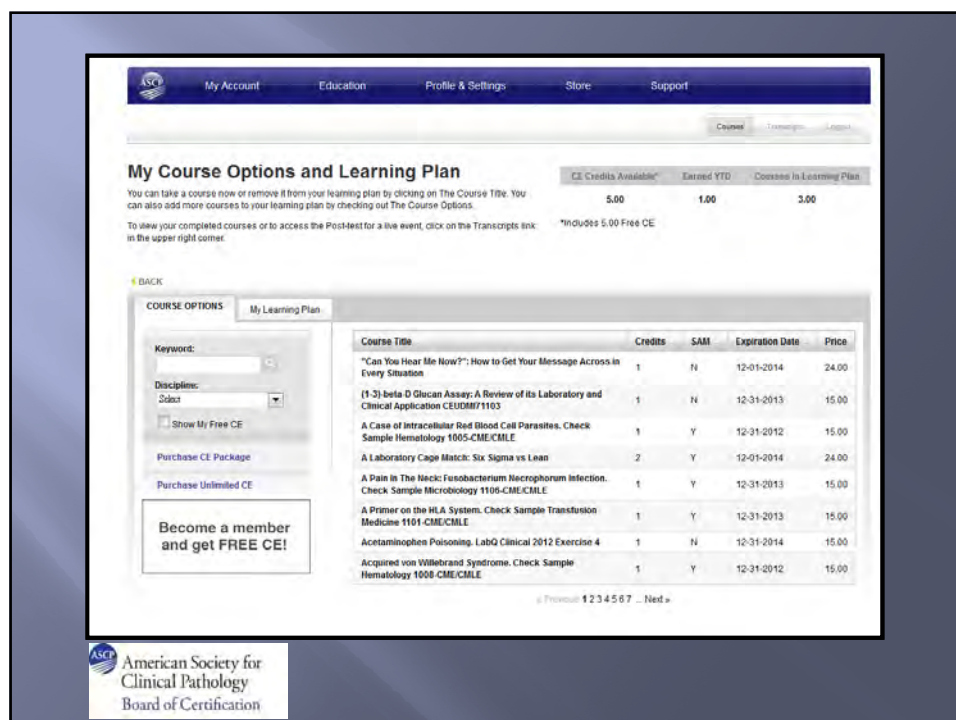 ASCP
My Account Education Profile & Settings Store Support
Courses Transcripts Logout
My Course Options and Learning Plan
You can take a course now or remove it from your learning plan by clicking on The Course Title. You
can also add more courses to your learning plan by checking out The Course Options.
To view your completed courses or to access the Post-test for a live event, click on the Transcripts link
in the upper right corner.
CE Credits Available* Earned YTD Courses in Learning Plan
5.00 1.00 3.00
*Includes 5.00 Free CE
BACK
COURSE OPTIONS My Learning Plan
Keyword:
Discipline:
Select
Show My Free CE
Purchase CE Package
Purchase Unlimited CE
Become a member
and get FREE CE!
Course Title Credits SAM Expiration Date Price
"Can You Hear Me Now?": How to Get Your Message Across in
Every Situation 1 N 12-01-2014 24.00
(1-3)-beta-D Glucan Assay: A Review of its Laboratory and
Clinical Application CEUDMI71103 1 N 12-31-2013 15.00
A Case of Intracellular Red Blood Cell Parasites. Check
Sample Hematology 1005-CME/CMLE 1 Y 12-31-2012 15.00
A Laboratory Cage Match: Six Sigma vs Lean 2 Y 12-01-2014 24.00
A Pain in The Neck: Fusobacterium Necrophorum Infection.
Check Sample Microbiology 1106-CME/CMLE 1 Y 12-31-2013 15.00
A Primer on the HLA System. Check Sample Transfusion
Medicine 1101-CME/CMLE 1 Y 12-31-2013 15.00
Acetaminophen Poisoning. LabQ Clinical 2012 Exercise 4 1 N 12-31-2014 15.00
Acquired von Willebrand Syndrome. Check Sample
Hematology 1008-CME/CMLE 1 Y 12-31-2012 15.00
« Previous 1 2 3 4 5 6 7 ... Next »
ASCP
American Society for
Clinical Pathology
Board of Certification